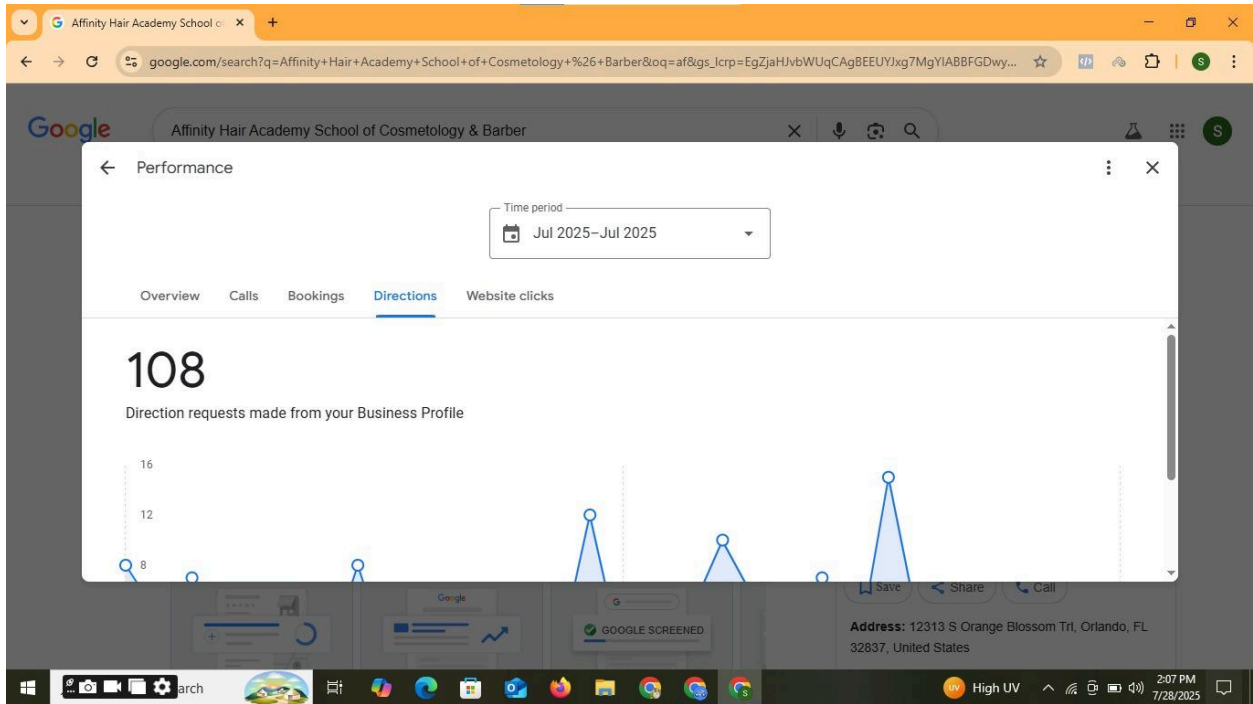 Affinity Hair Academy School o
google.com/search?q=Affinity+Hair+Academy+School+of+Cosmetology+%26+Barber&oq=af&gs_lcrp=EgZjaHJvbWUqCAgBEEUYJxg7MgYIABBFGDwy...
S
Google
Affinity Hair Academy School of Cosmetology & Barber
S
Performance
Time period
Jul 2025–Jul 2025
Overview Calls Bookings Directions Website clicks
108
Direction requests made from your Business Profile
16
12
8
Google
G
GOOGLE SCREENED
Save Share Call
Address: 12313 S Orange Blossom Trl, Orlando, FL
32837, United States
arch
UV High UV
2:07 PM
7/28/2025